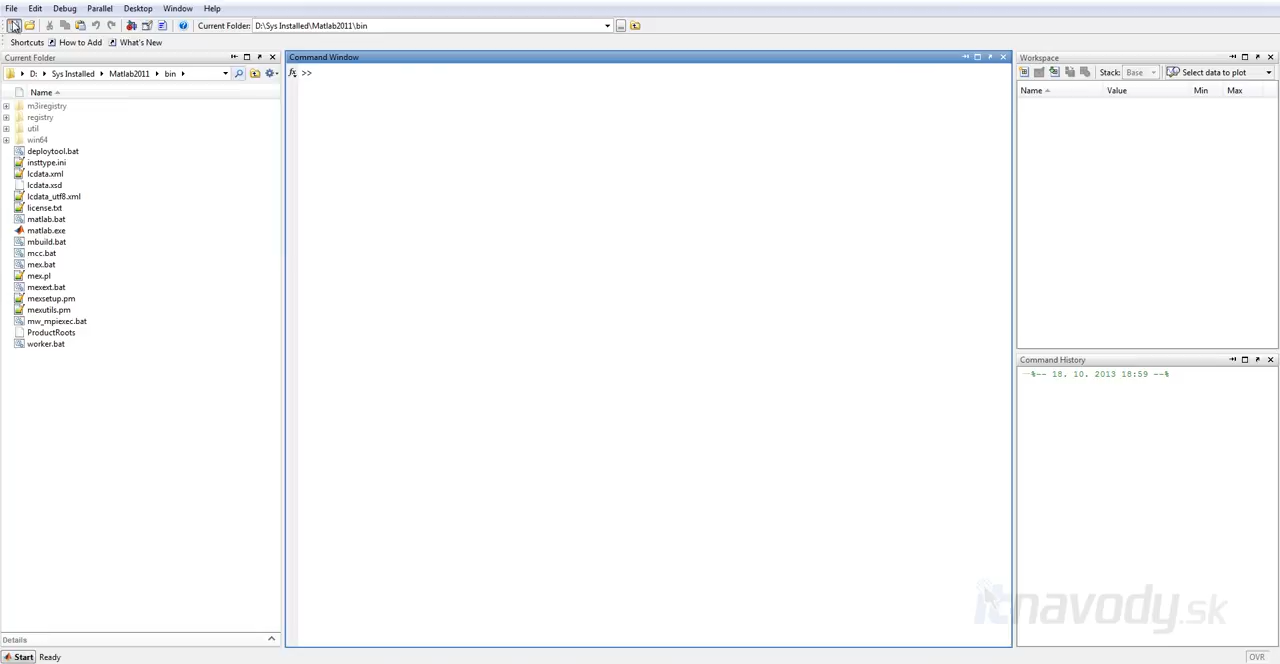 File Edit Debug Parallel Desktop Window Help
Current Folder: D:\Sys Installed\Matlab2011\bin
Shortcuts How to Add What's New
Current Folder
D: Sys Installed Matlab2011 bin
Name
m3iregistry
registry
util
win64
deploytool.bat
insttype.ini
lcdata.xml
lcdata.xsd
lcdata_utf8.xml
license.txt
matlab.bat
matlab.exe
mbuild.bat
mcc.bat
mex.bat
mex.pl
mexext.bat
mexsetup.pm
mexutils.pm
mw_mpiexec.bat
ProductRoots
worker.bat
Details
Start Ready
Command Window
fx >>
Workspace
Stack: Base Select data to plot
Name Value Min Max
Command History
%-- 18. 10. 2013 18:59 --%
itnavody.sk
OVR